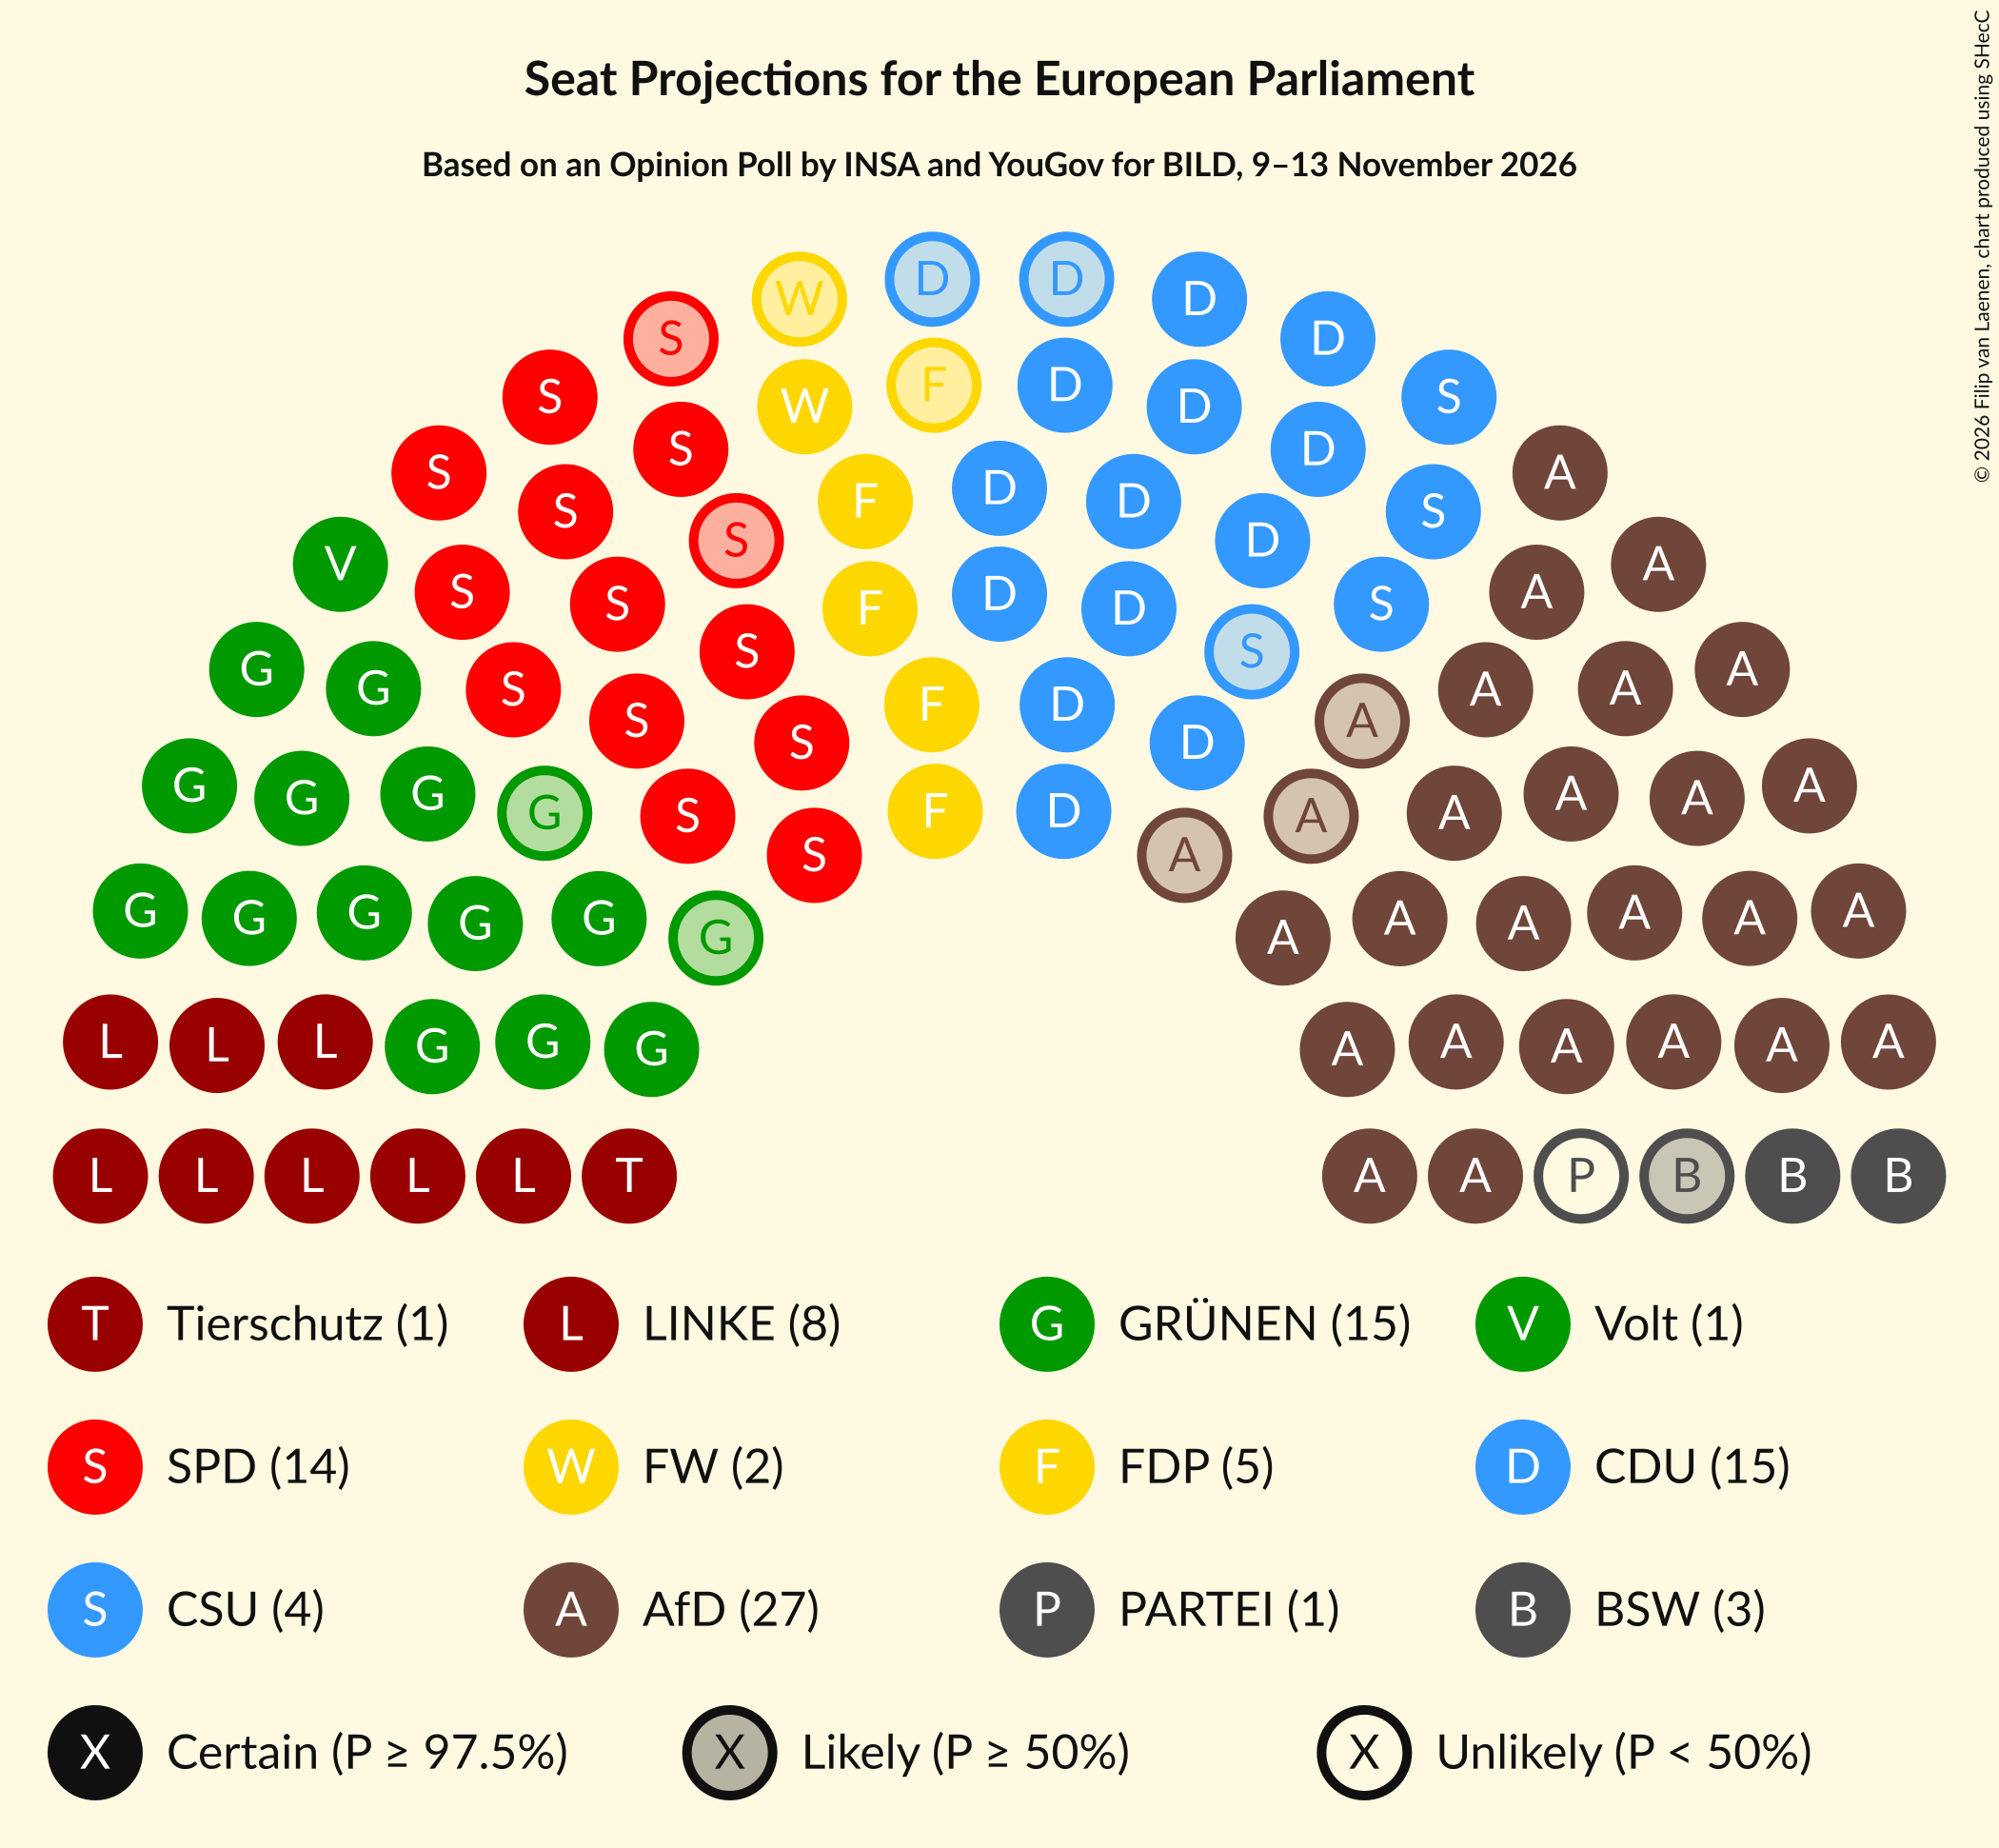 Seat Projections for the European Parliament
Based on an Opinion Poll by INSA and YouGov for BILD, 9–13 November 2026
© 2026 Filip van Laenen, chart produced using SHecC
D D
W D D
S S
S D F D W
S D S D A
S S D F D S
S D A V
S A D F D S A S
S S A G
G A A S F D S A
S D G A G G A
G A S F D A S G A
S A
G A G G A G A G A
G A
L L L G G G A A A A A A
L L L L L T A A P B B B
T Tierschutz (1) L LINKE (8) G GRÜNEN (15) V Volt (1)
S SPD (14) W FW (2) F FDP (5) D CDU (15)
S CSU (4) A AfD (27) P PARTEI (1) B BSW (3)
X Certain (P ≥ 97.5%) X Likely (P ≥ 50%) X Unlikely (P < 50%)